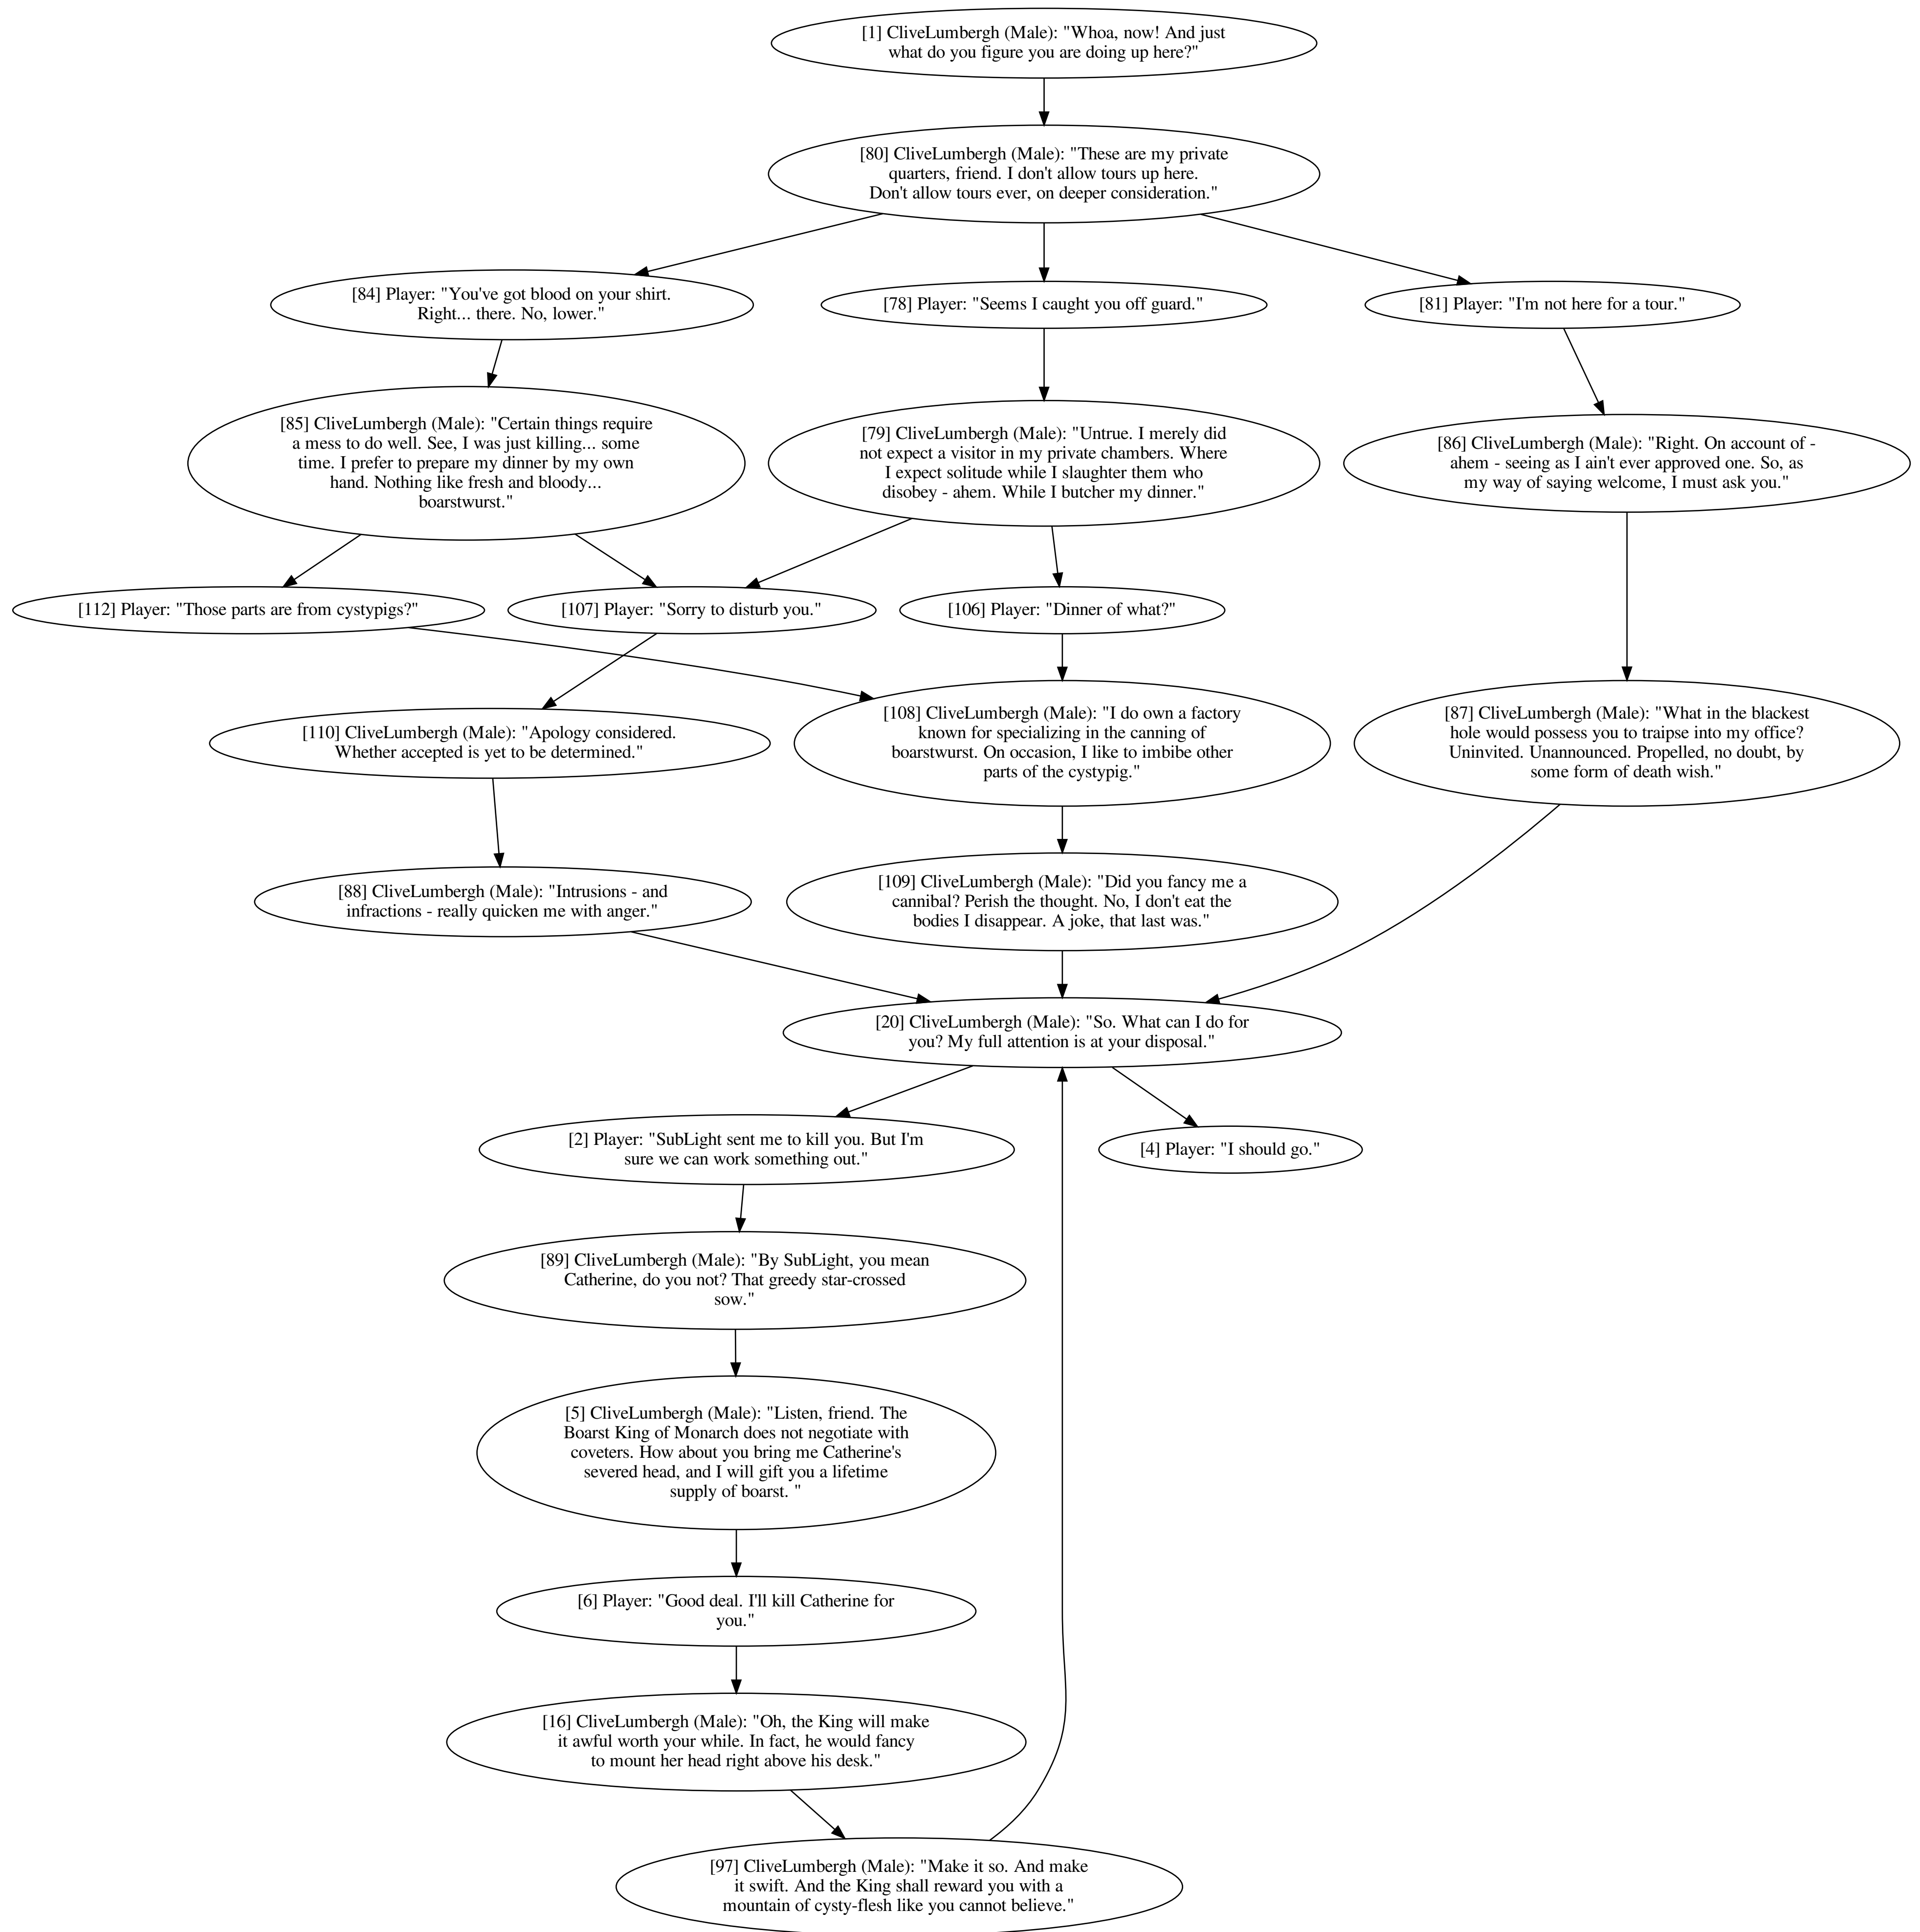 [1] CliveLumbergh (Male): "Whoa, now! And just
what do you figure you are doing up here?"
[80] CliveLumbergh (Male): "These are my private
quarters, friend. I don't allow tours up here.
Don't allow tours ever, on deeper consideration."
[84] Player: "You've got blood on your shirt.
Right... there. No, lower."
[78] Player: "Seems I caught you off guard."
[81] Player: "I'm not here for a tour."
[85] CliveLumbergh (Male): "Certain things require
a mess to do well. See, I was just killing... some
time. I prefer to prepare my dinner by my own
hand. Nothing like fresh and bloody...
boarstwurst."
[79] CliveLumbergh (Male): "Untrue. I merely did
not expect a visitor in my private chambers. Where
I expect solitude while I slaughter them who
disobey - ahem. While I butcher my dinner."
[86] CliveLumbergh (Male): "Right. On account of -
ahem - seeing as I ain't ever approved one. So, as
my way of saying welcome, I must ask you."
[112] Player: "Those parts are from cystypigs?"
[107] Player: "Sorry to disturb you."
[106] Player: "Dinner of what?"
[110] CliveLumbergh (Male): "Apology considered.
Whether accepted is yet to be determined."
[108] CliveLumbergh (Male): "I do own a factory
known for specializing in the canning of
boarstwurst. On occasion, I like to imbibe other
parts of the cystypig."
[87] CliveLumbergh (Male): "What in the blackest
hole would possess you to traipse into my office?
Uninvited. Unannounced. Propelled, no doubt, by
some form of death wish."
[88] CliveLumbergh (Male): "Intrusions - and
infractions - really quicken me with anger."
[109] CliveLumbergh (Male): "Did you fancy me a
cannibal? Perish the thought. No, I don't eat the
bodies I disappear. A joke, that last was."
[20] CliveLumbergh (Male): "So. What can I do for
you? My full attention is at your disposal."
[2] Player: "SubLight sent me to kill you. But I'm
sure we can work something out."
[4] Player: "I should go."
[89] CliveLumbergh (Male): "By SubLight, you mean
Catherine, do you not? That greedy star-crossed
sow."
[5] CliveLumbergh (Male): "Listen, friend. The
Boarst King of Monarch does not negotiate with
coveters. How about you bring me Catherine's
severed head, and I will gift you a lifetime
supply of boarst. "
[6] Player: "Good deal. I'll kill Catherine for
you."
[16] CliveLumbergh (Male): "Oh, the King will make
it awful worth your while. In fact, he would fancy
to mount her head right above his desk."
[97] CliveLumbergh (Male): "Make it so. And make
it swift. And the King shall reward you with a
mountain of cysty-flesh like you cannot believe."